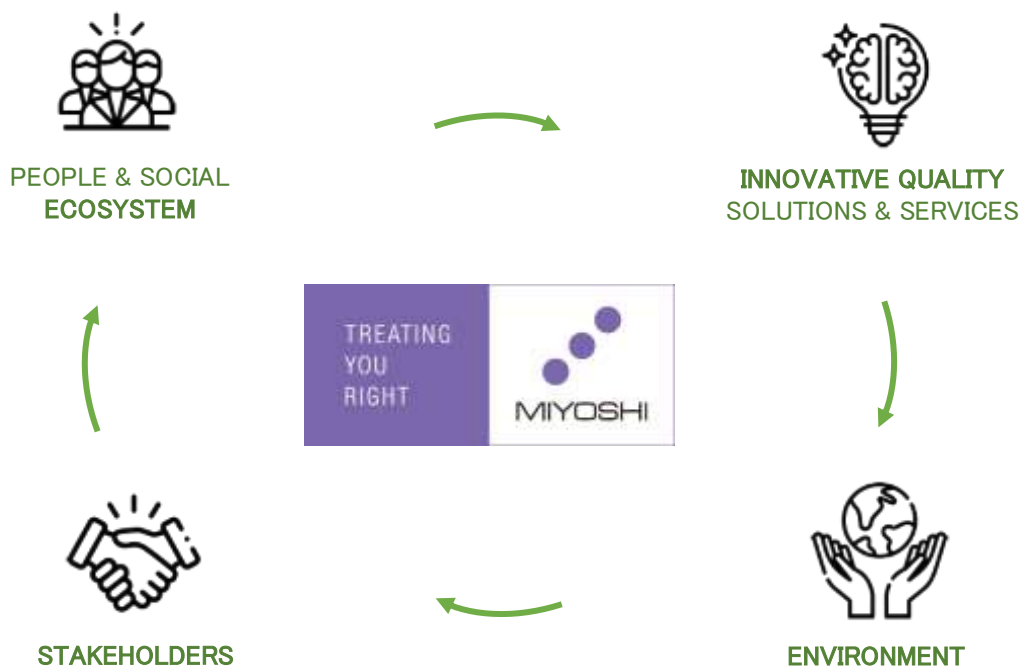 PEOPLE & SOCIAL
ECOSYSTEM
INNOVATIVE QUALITY
SOLUTIONS & SERVICES
TREATING
YOU
RIGHT
MIYOSHI
STAKEHOLDERS
ENVIRONMENT